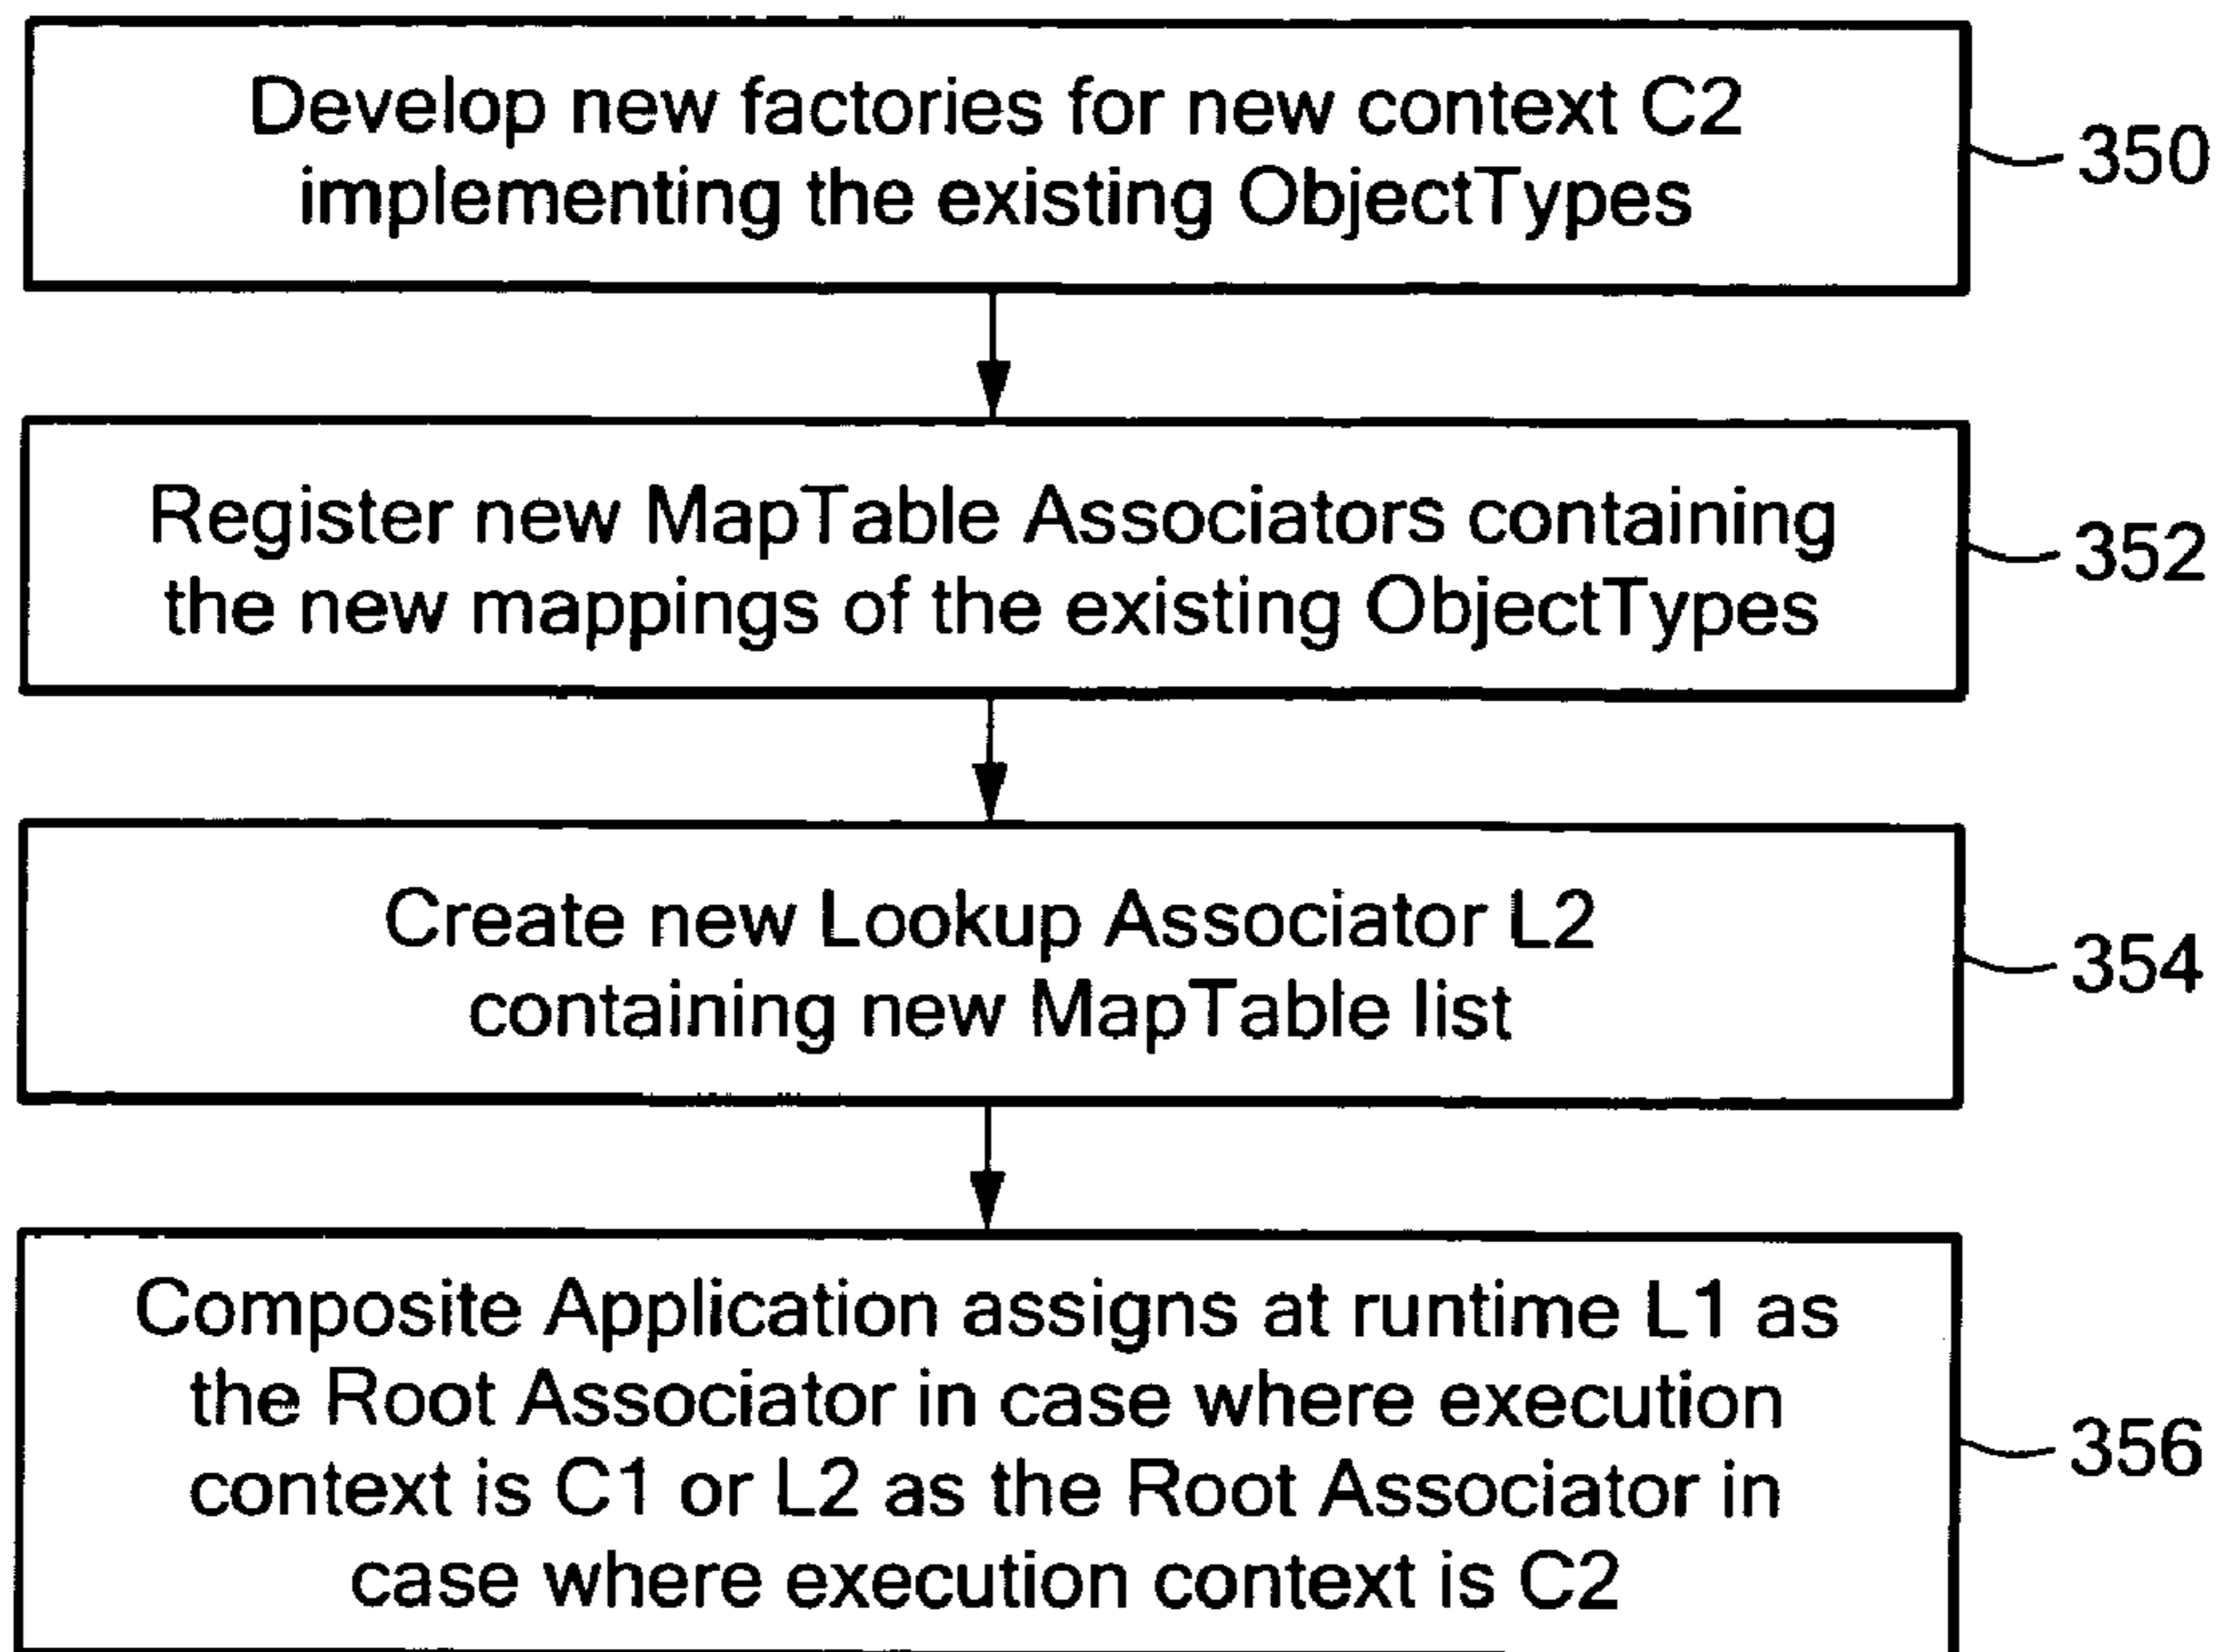 Develop new factories for new context C2
implementing the existing ObjectTypes
350
Register new MapTable Associators containing
the new mappings of the existing ObjectTypes
352
Create new Lookup Associator L2
containing new MapTable list
354
Composite Application assigns at runtime L1 as
the Root Associator in case where execution
context is C1 or L2 as the Root Associator in
case where execution context is C2
356